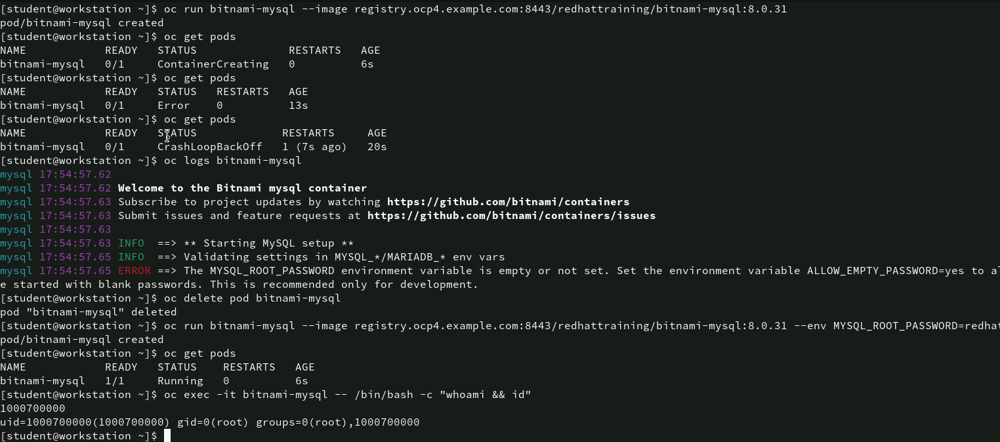 [student@workstation ~]$ oc run bitnami-mysql --image registry.ocp4.example.com:8443/redhattraining/bitnami-mysql:8.0.31
pod/bitnami-mysql created
[student@workstation ~]$ oc get pods
NAME            READY   STATUS              RESTARTS   AGE
bitnami-mysql   0/1     ContainerCreating   0          6s
[student@workstation ~]$ oc get pods
NAME            READY   STATUS   RESTARTS   AGE
bitnami-mysql   0/1     Error    0          13s
[student@workstation ~]$ oc get pods
NAME            READY   STATUS             RESTARTS     AGE
bitnami-mysql   0/1     CrashLoopBackOff   1 (7s ago)   20s
[student@workstation ~]$ oc logs bitnami-mysql
mysql 17:54:57.62
mysql 17:54:57.62 Welcome to the Bitnami mysql container
mysql 17:54:57.63 Subscribe to project updates by watching https://github.com/bitnami/containers
mysql 17:54:57.63 Submit issues and feature requests at https://github.com/bitnami/containers/issues
mysql 17:54:57.63
mysql 17:54:57.63 INFO  ==> ** Starting MySQL setup **
mysql 17:54:57.65 INFO  ==> Validating settings in MYSQL_*/MARIADB_* env vars
mysql 17:54:57.65 ERROR ==> The MYSQL_ROOT_PASSWORD environment variable is empty or not set. Set the environment variable ALLOW_EMPTY_PASSWORD=yes to al
e started with blank passwords. This is recommended only for development.
[student@workstation ~]$ oc delete pod bitnami-mysql
pod "bitnami-mysql" deleted
[student@workstation ~]$ oc run bitnami-mysql --image registry.ocp4.example.com:8443/redhattraining/bitnami-mysql:8.0.31 --env MYSQL_ROOT_PASSWORD=redhat
pod/bitnami-mysql created
[student@workstation ~]$ oc get pods
NAME            READY   STATUS    RESTARTS   AGE
bitnami-mysql   1/1     Running   0          6s
[student@workstation ~]$ oc exec -it bitnami-mysql -- /bin/bash -c "whoami && id"
1000700000
uid=1000700000(1000700000) gid=0(root) groups=0(root),1000700000
[student@workstation ~]$